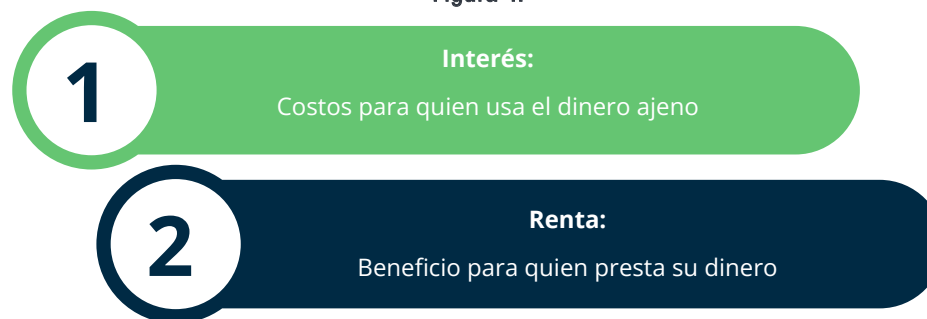 1
Interés:
Costos para quien usa el dinero ajeno
2
Renta:
Beneficio para quien presta su dinero